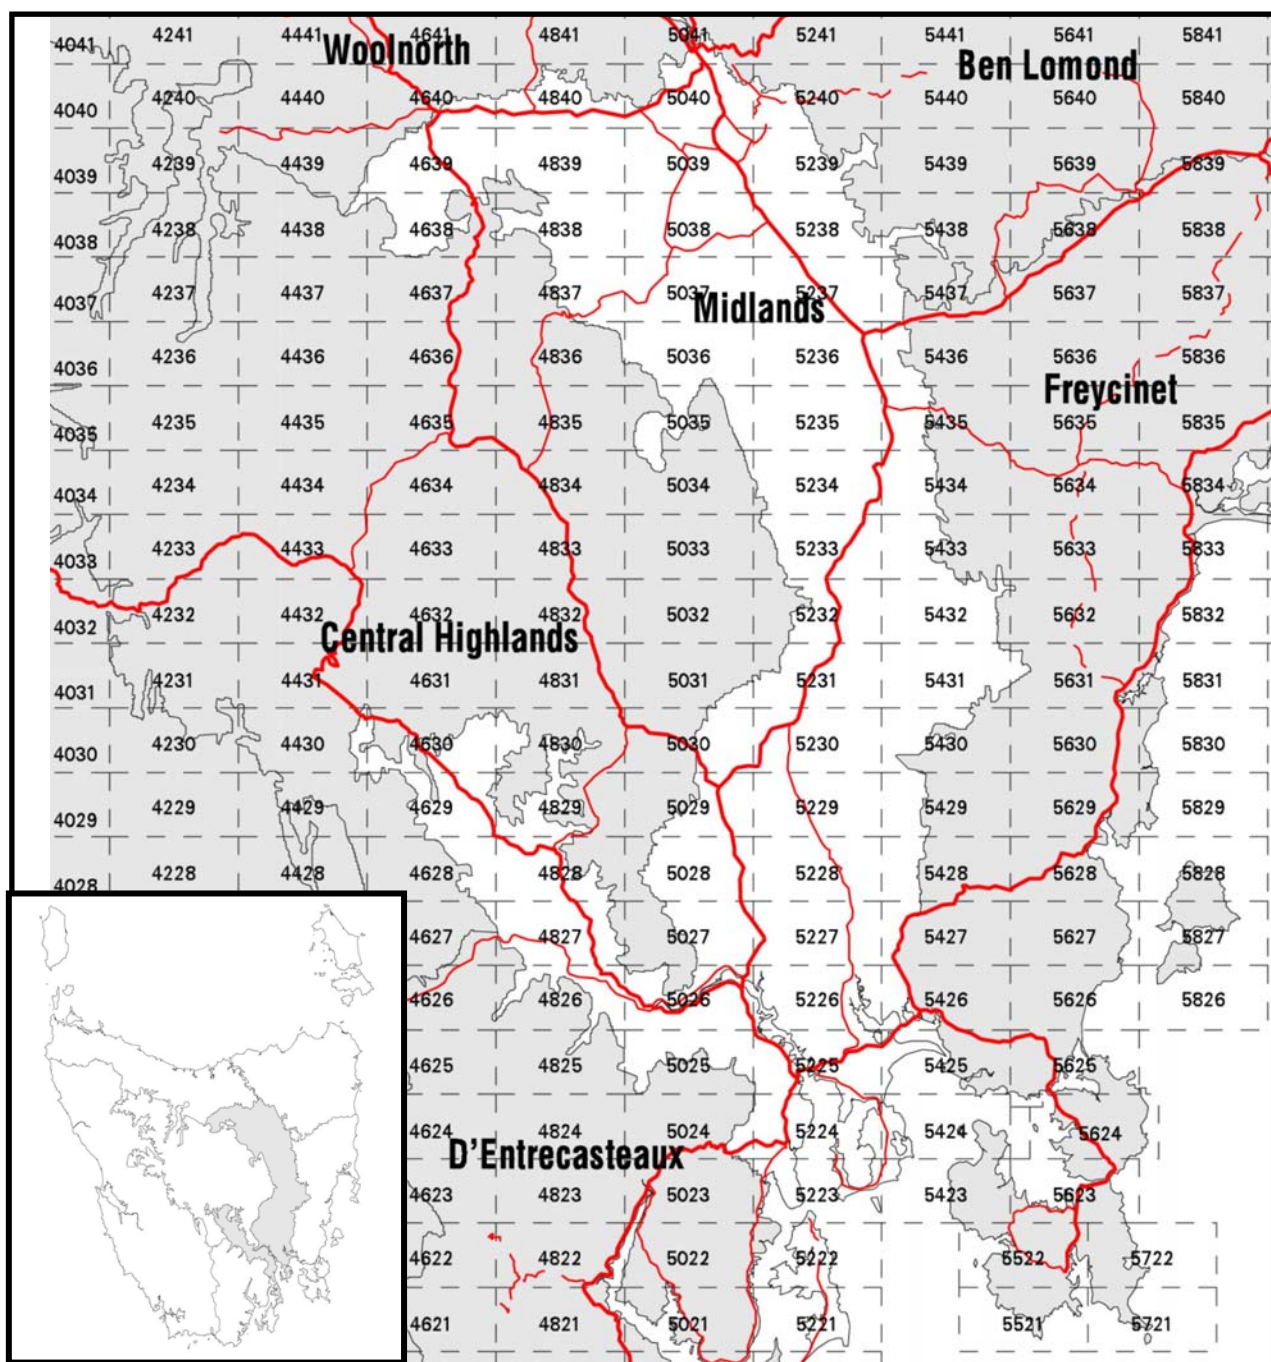 4041 4241 4441 4641 4841 5041 5241 5441 5641 5841
Woolnorth
Ben Lomond
4040 4240 4440 4640 4840 5040 5240 5440 5640 5840
4039 4239 4439 4639 4839 5039 5239 5439 5639 5839
4038 4238 4438 4638 4838 5038 5238 5438 5638 5838
4037 4237 4437 4637 4837 5037 5237 5437 5637 5837
Midlands
4036 4236 4436 4636 4836 5036 5236 5436 5636 5836
Freycinet
4035 4235 4435 4635 4835 5035 5235 5435 5635 5835
4034 4234 4434 4634 4834 5034 5234 5434 5634 5834
4033 4233 4433 4633 4833 5033 5233 5433 5633 5833
4032 4232 4432 4632 4832 5032 5232 5432 5632 5832
Central Highlands
4031 4231 4431 4631 4831 5031 5231 5431 5631 5831
4030 4230 4430 4630 4830 5030 5230 5430 5630 5830
4029 4229 4429 4629 4829 5029 5229 5429 5629 5829
4028 4228 4428 4628 4828 5028 5228 5428 5628 5828
4627 4827 5027 5227 5427 5627 5827
4626 4826 5026 5226 5426 5626 5826
4625 4825 5025 5225 5425 5625
4624 4824 5024 5224 5424 5624
D'Entrecasteaux
4623 4823 5023 5223 5423 5623
4622 4822 5022 5222 5522 5722
4621 4821 5021 5221 5521 5721